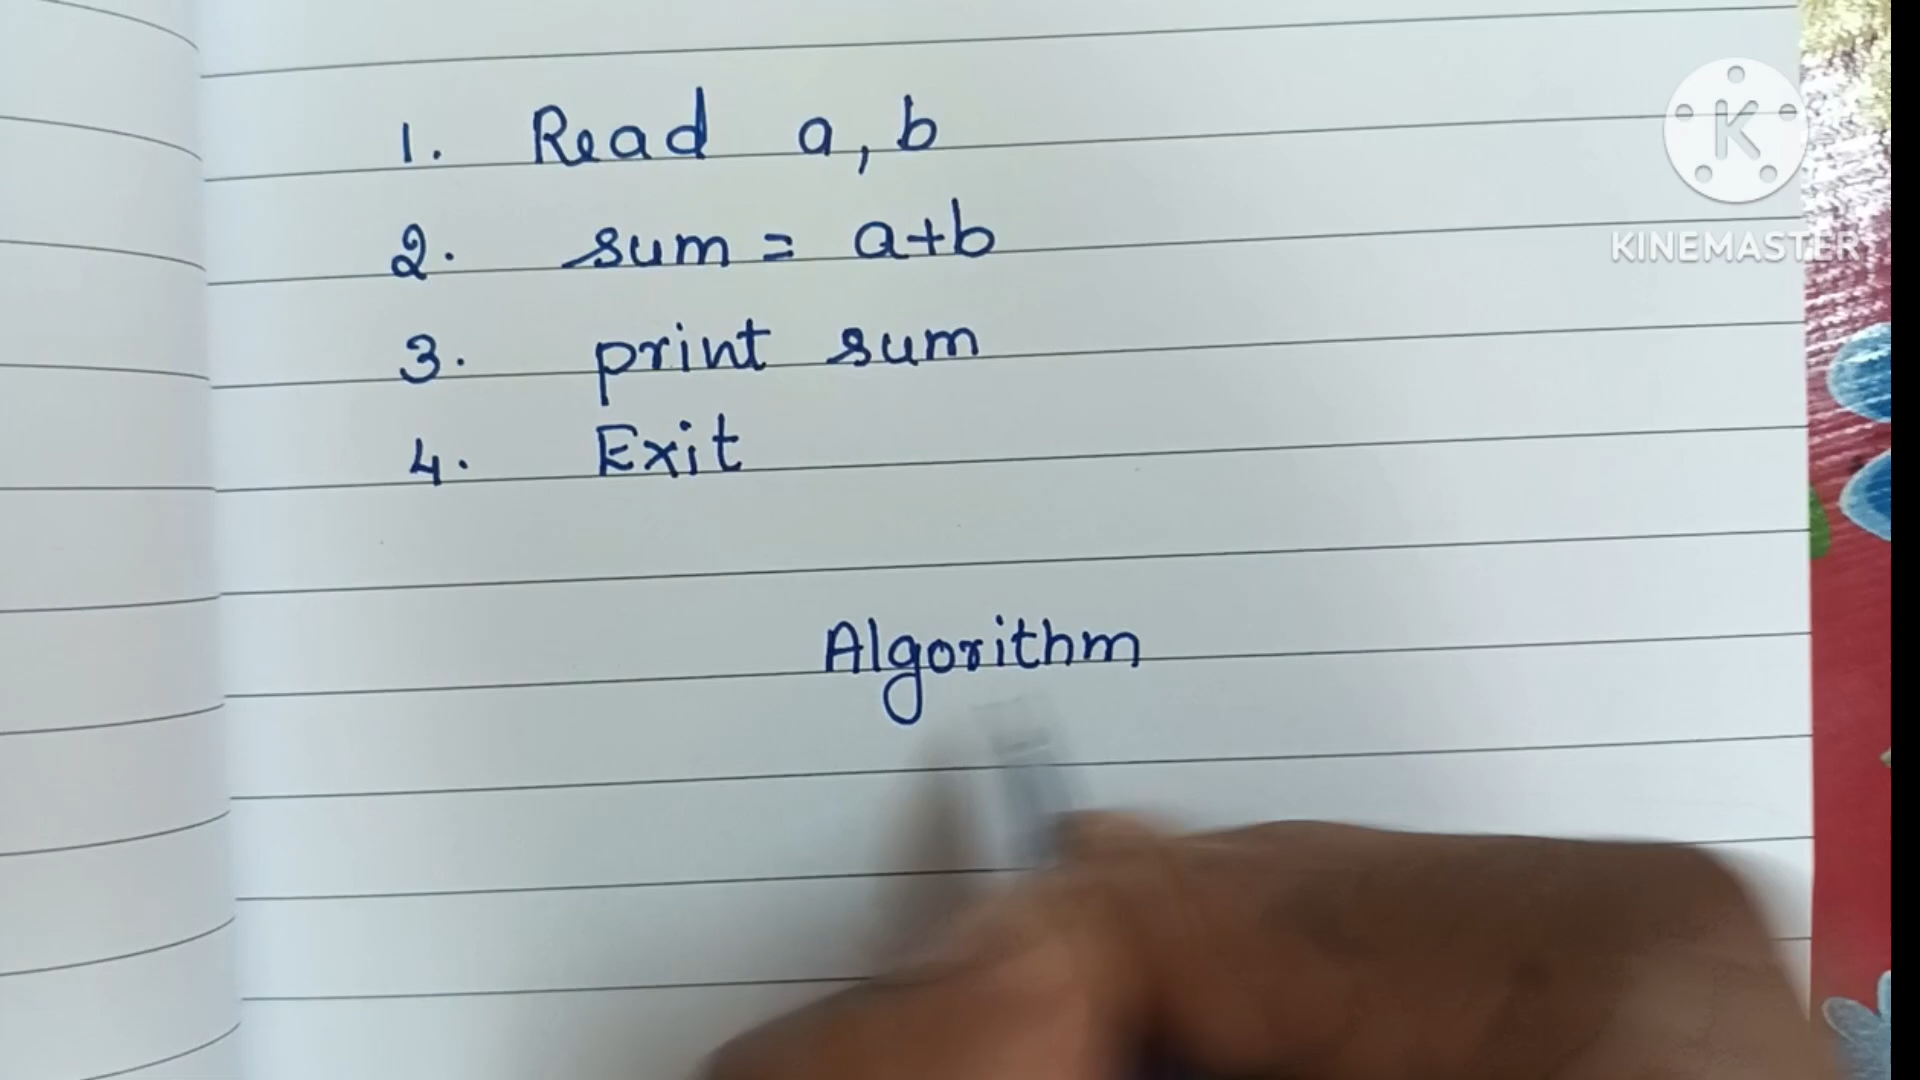 1. Read a, b
2. sum = a+b
3. print sum
4. Exit
Algorithm
K
KINEMASTER